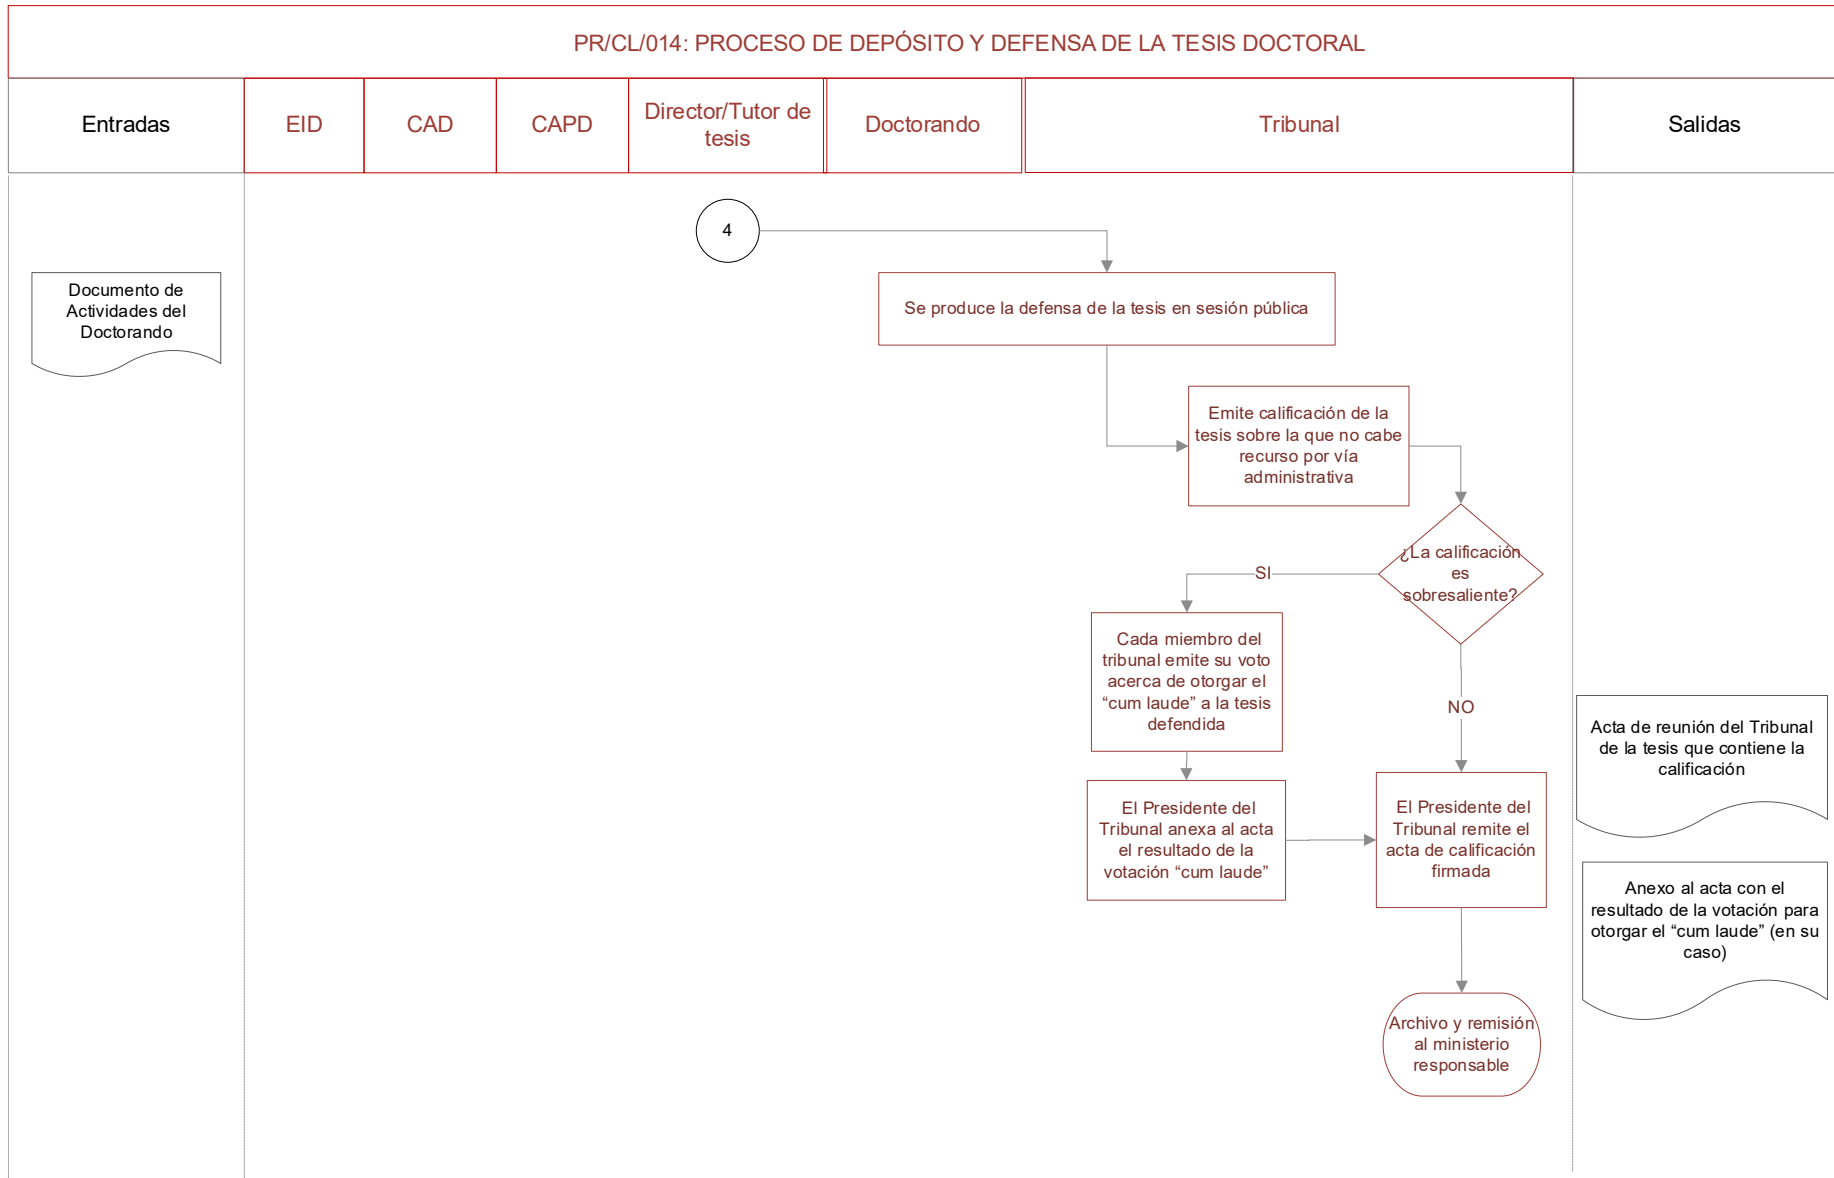 PR/CL/014: PROCESO DE DEPÓSITO Y DEFENSA DE LA TESIS DOCTORAL
Entradas
EID
CAD
CAPD
Director/Tutor de
tesis
Doctorando
Tribunal
Salidas
4
Documento de
Actividades del
Doctorando
Se produce la defensa de la tesis en sesión pública
Emite calificación de la
tesis sobre la que no cabe
recurso por vía
administrativa
¿La calificación
es
sobresaliente?
SI
Cada miembro del
tribunal emite su voto
acerca de otorgar el
“cum laude” a la tesis
defendida
NO
Acta de reunión del Tribunal
de la tesis que contiene la
calificación
El Presidente del
Tribunal anexa al acta
el resultado de la
votación “cum laude”
El Presidente del
Tribunal remite el
acta de calificación
firmada
Anexo al acta con el
resultado de la votación para
otorgar el “cum laude” (en su
caso)
Archivo y remisión
al ministerio
responsable